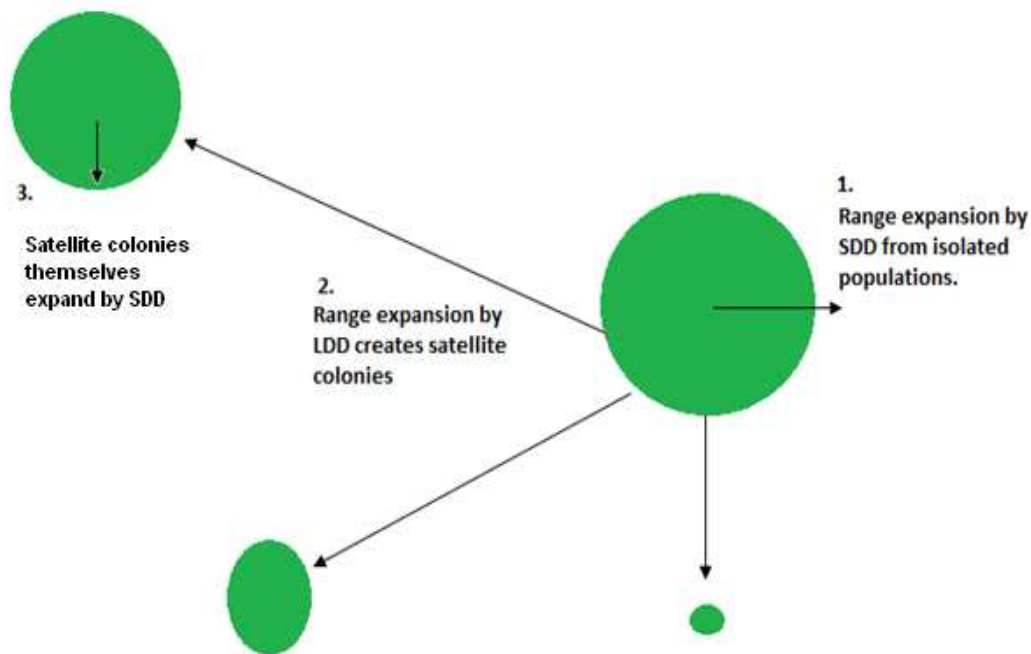 1.
Range expansion by
SDD from isolated
populations.
2.
Range expansion by
LDD creates satellite
colonies
3.
Satellite colonies
themselves
expand by SDD